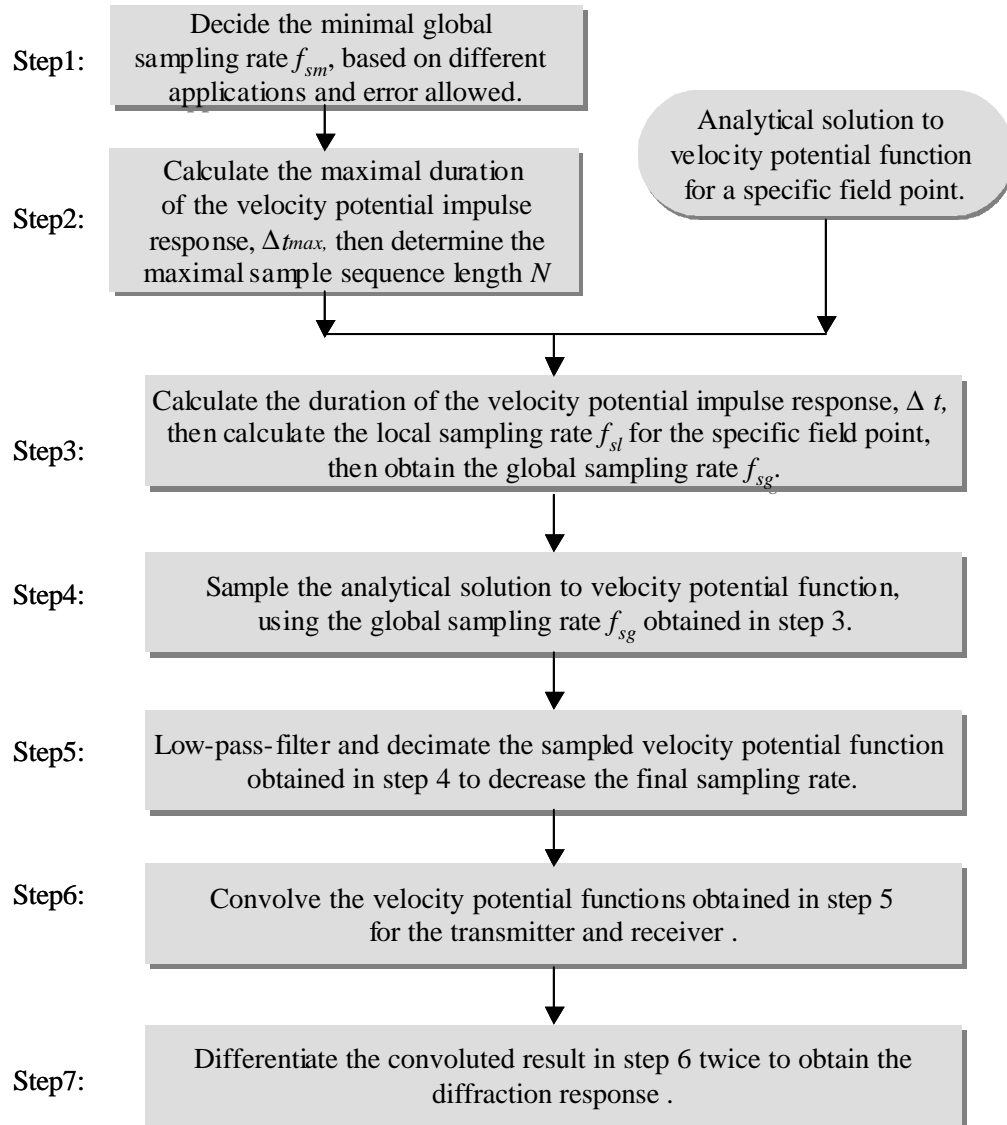 Step1:
Decide the minimal global
sampling rate fsm, based on different
applications and error allowed.
Analytical solution to
velocity potential function
for a specific field point.
Step2:
Calculate the maximal duration
of the velocity potential impulse
response, Δtmax, then determine the
maximal sample sequence length N
Step3:
Calculate the duration of the velocity potential impulse response, Δ t,
then calculate the local sampling rate fsl for the specific field point,
then obtain the global sampling rate fsg.
Step4:
Sample the analytical solution to velocity potential function,
using the global sampling rate fsg obtained in step 3.
Step5:
Low-pass-filter and decimate the sampled velocity potential function
obtained in step 4 to decrease the final sampling rate.
Step6:
Convolve the velocity potential functions obtained in step 5
for the transmitter and receiver .
Step7:
Differentiate the convoluted result in step 6 twice to obtain the
diffraction response .